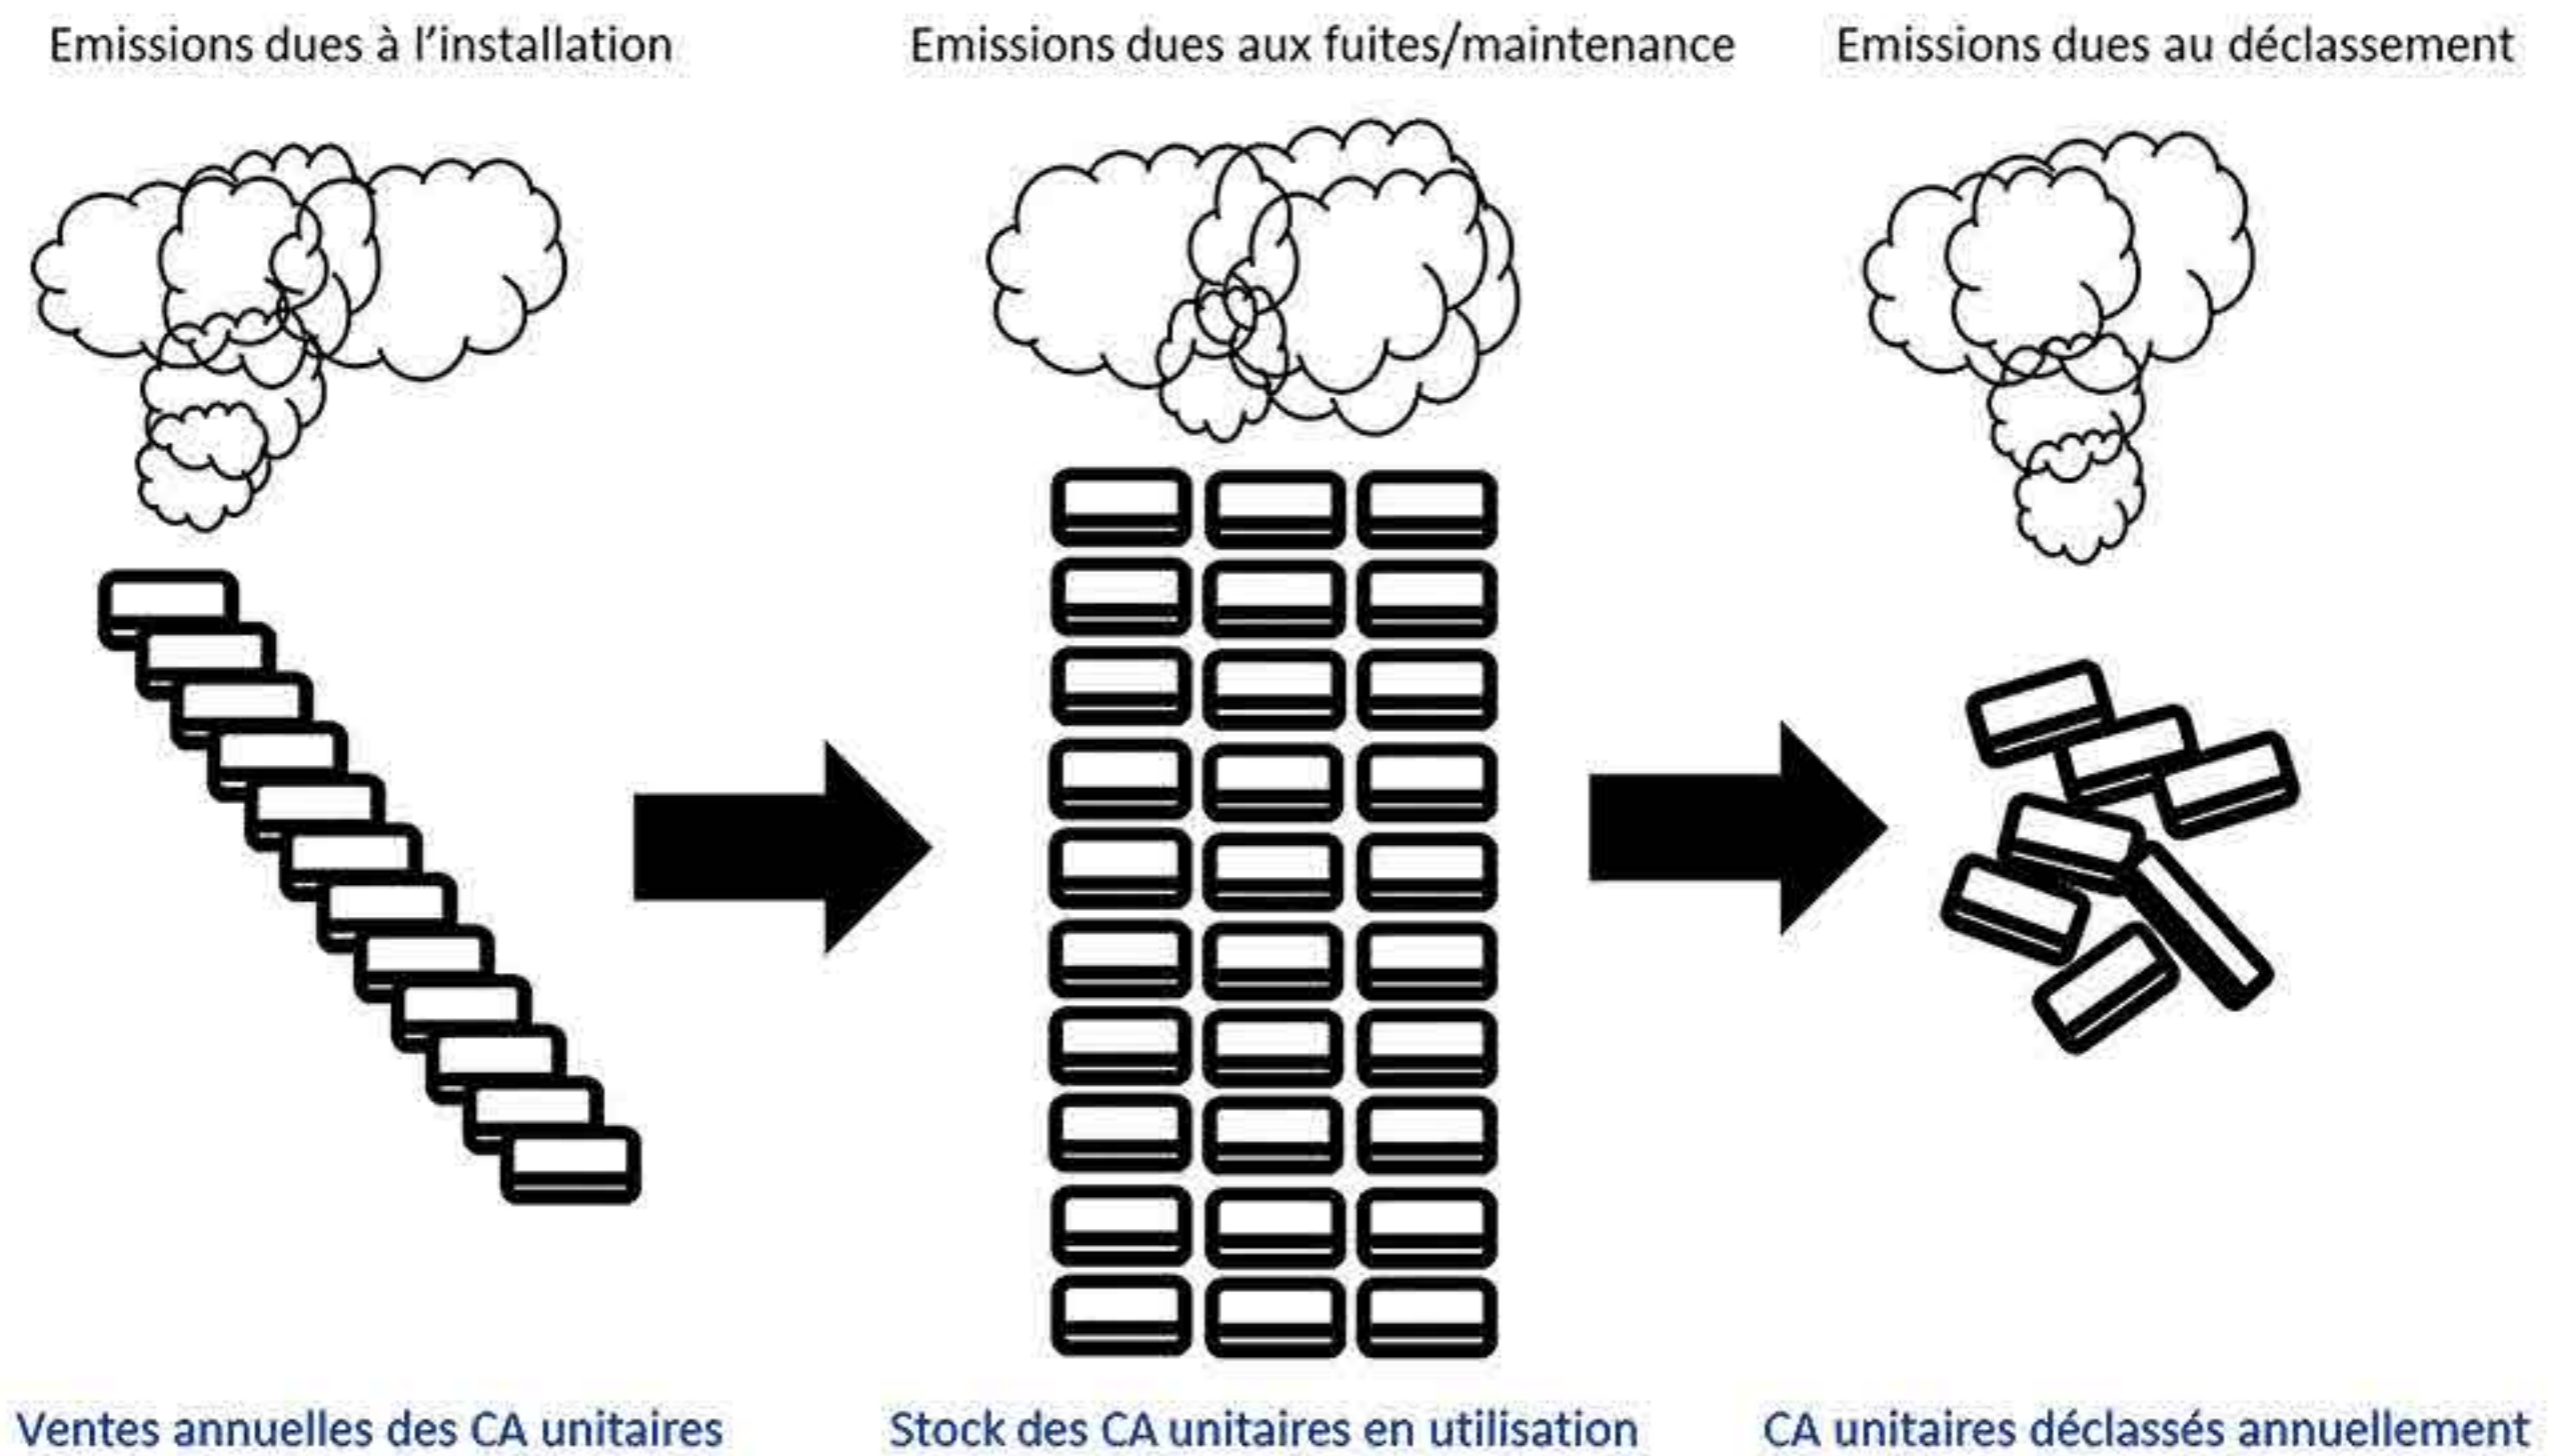 Emissions dues à l'installation
Emissions dues aux fuites/maintenance
Emissions dues au déclassement
Ventes annuelles des CA unitaires
Stock des CA unitaires en utilisation
CA unitaires déclassés annuellement